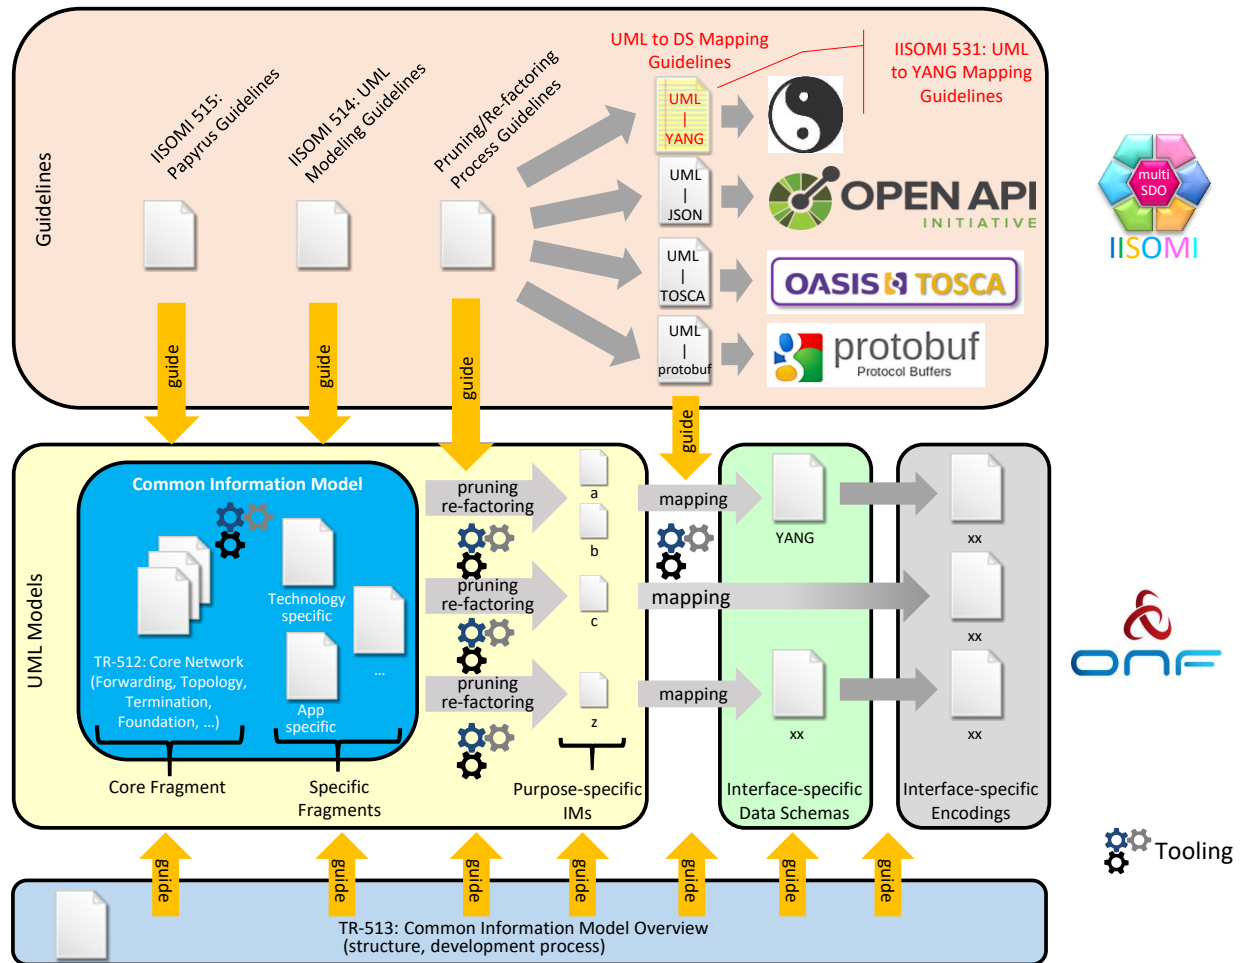 Guidelines
IISOMI 515:
Papyrus Guidelines
IISOMI 514: UML
Modeling Guidelines
Pruning/Re-factoring
Process Guidelines
UML to DS Mapping
Guidelines
IISOMI 531: UML
to YANG Mapping
Guidelines
UML
|
YANG
UML
|
JSON
OPEN API
INITIATIVE
UML
|
TOSCA
OASIS TOSCA
UML
|
protobuf
protobuf
Protocol Buffers
multi
SDO
IISOMI
guide
guide
guide
guide
UML Models
Common Information Model
Technology
specific
TR-512: Core Network
(Forwarding, Topology,
Termination,
Foundation, ...)
App
specific
...
Core Fragment
Specific
Fragments
pruning
re-factoring
pruning
re-factoring
pruning
re-factoring
a
b
c
z
Purpose-specific
IMs
mapping
mapping
mapping
YANG
xx
Interface-specific
Data Schemas
xx
xx
xx
Interface-specific
Encodings
ONF
Tooling
guide
guide
guide
guide
guide
guide
guide
TR-513: Common Information Model Overview
(structure, development process)